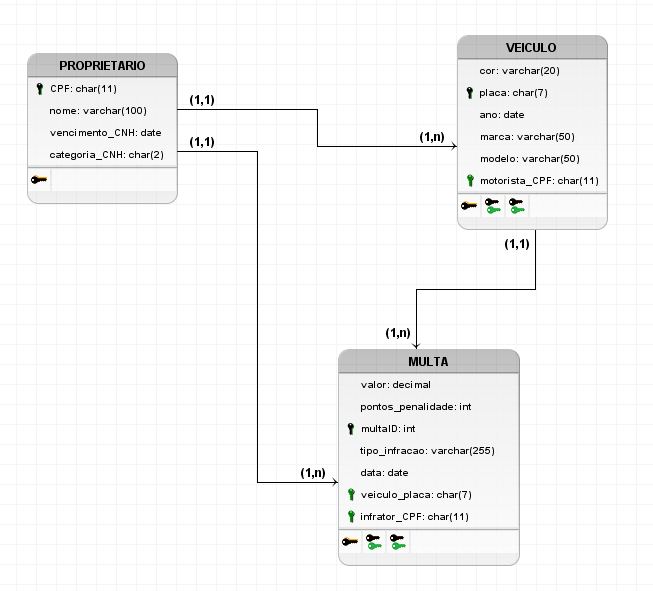 PROPRIETARIO
CPF: char(11)
nome: varchar(100)
vencimento_CNH: date
categoria_CNH: char(2)
(1,1)
(1,1)
(1,n)
VEICULO
cor: varchar(20)
placa: char(7)
ano: date
marca: varchar(50)
modelo: varchar(50)
motorista_CPF: char(11)
(1,1)
(1,n)
(1,n)
MULTA
valor: decimal
pontos_penalidade: int
multaID: int
tipo_infracao: varchar(255)
data: date
veiculo_placa: char(7)
infrator_CPF: char(11)